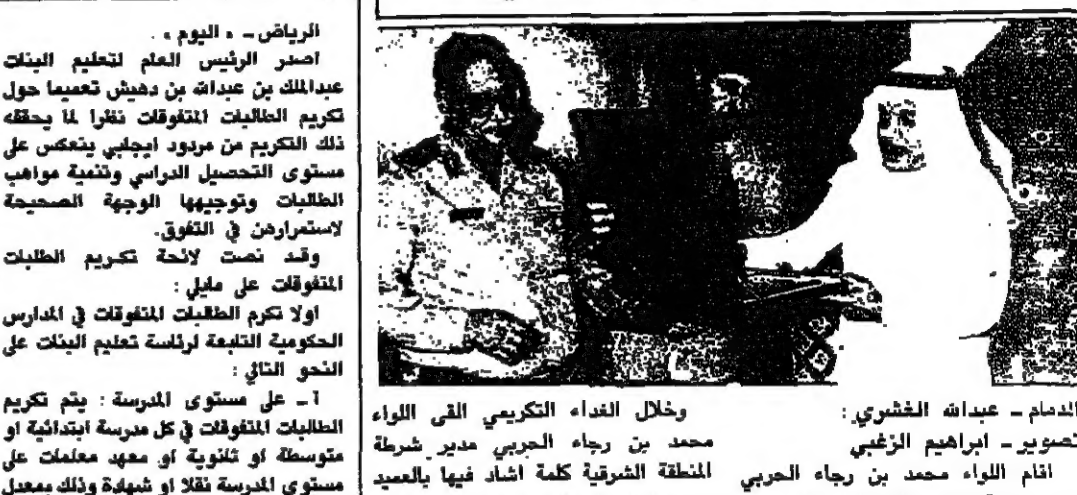 الدمام ـ عبدالله الغشري :
تصوير ـ ابراهيم الزغبي
اقام اللواء محمد بن رجاء الحربي
وخلال الغداء التكريمي القى اللواء
محمد بن رجاء الحربي مدير شرطة
المنطقة الشرقية كلمة اشاد فيها بالعميد
الرياض ـ « اليوم » .
اصدر الرئيس العام لتعليم البنات
عبدالملك بن عبدالله بن دهيش تعميما حول
تكريم الطالبات المتفوقات نظرا لما يحققه
ذلك التكريم من مردود ايجابي ينعكس على
مستوى التحصيل الدراسي وتنمية مواهب
الطالبات وتوجيهها الوجهة الصحيحة
لاستمرارهن في التفوق.
وقد نصت لائحة تكريم الطلبات
المتفوقات على مايلي :
اولا تكرم الطالبات المتفوقات في المدارس
الحكومية التابعة لرئاسة تعليم البنات على
النحو التالي :
أ ـ على مستوى المدرسة : يتم تكريم
الطالبات المتفوقات في كل مدرسة ابتدائية او
متوسطة او ثانوية او معهد معلمات على
مستوى المدرسة نقلا او شهادة وذلك بمعدل